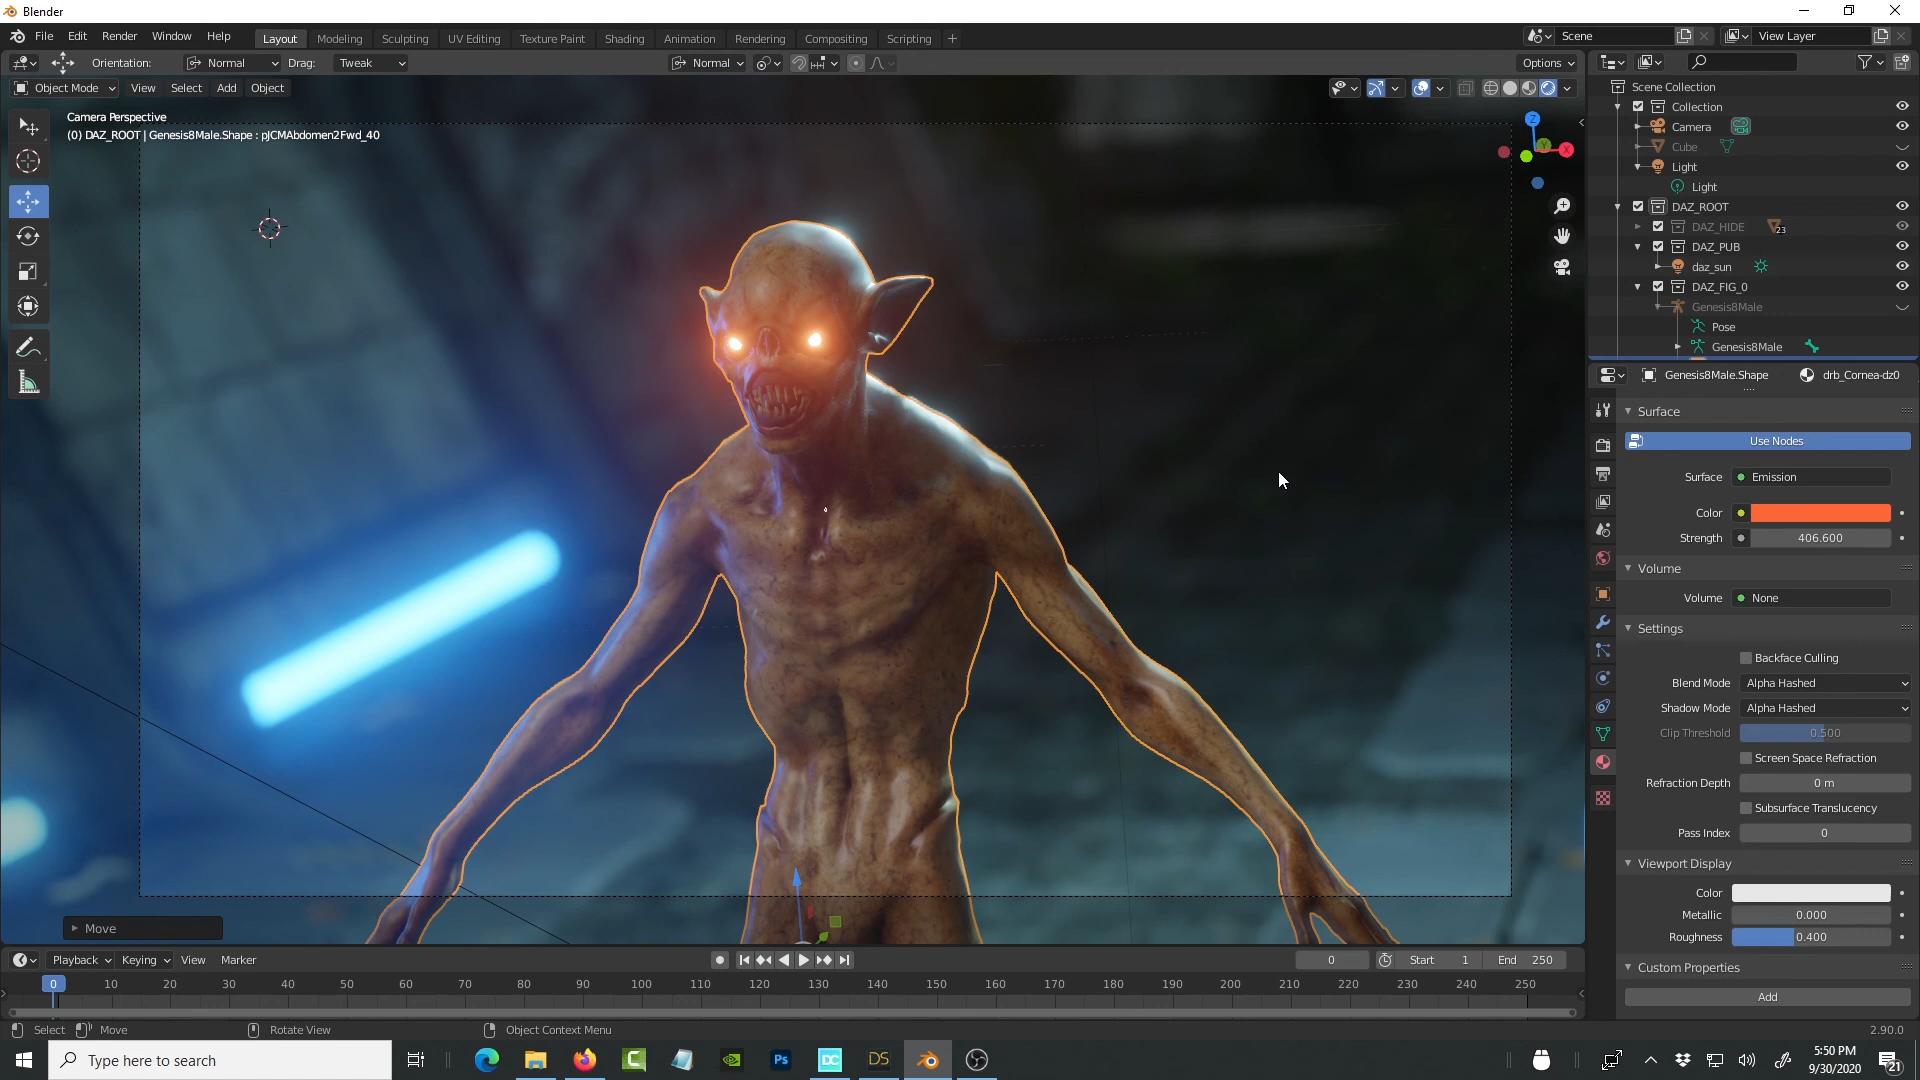 Blender
File Edit Render Window Help Layout Modeling Sculpting UV Editing Texture Paint Shading Animation Rendering Compositing Scripting + Scene View Layer
Orientation: Normal Drag: Tweak Normal Options
Object Mode View Select Add Object
Camera Perspective
(0) DAZ_ROOT | Genesis8Male.Shape : pJCMAbdomen2Fwd_40
Z
Y
X
Scene Collection
Collection
Camera
Cube
Light
Light
DAZ_ROOT
DAZ_HIDE 23
DAZ_PUB
daz_sun
DAZ_FIG_0
Genesis8Male
Pose
Genesis8Male
Genesis8Male.Shape drb_Cornea-dz0
Surface
Use Nodes
Surface Emission
Color
Strength 406.600
Volume
Volume None
Settings
Backface Culling
Blend Mode Alpha Hashed
Shadow Mode Alpha Hashed
Clip Threshold 0.500
Screen Space Refraction
Refraction Depth 0 m
Subsurface Translucency
Pass Index 0
Viewport Display
Color
Metallic 0.000
Roughness 0.400
Custom Properties
Add
Move
Playback Keying View Marker 0 Start 1 End 250
0 10 20 30 40 50 60 70 80 90 100 110 120 130 140 150 160 170 180 190 200 210 220 230 240 250
Select Move Rotate View Object Context Menu 2.90.0
Type here to search
C
Ps
DC
DS
5:50 PM
9/30/2020
21